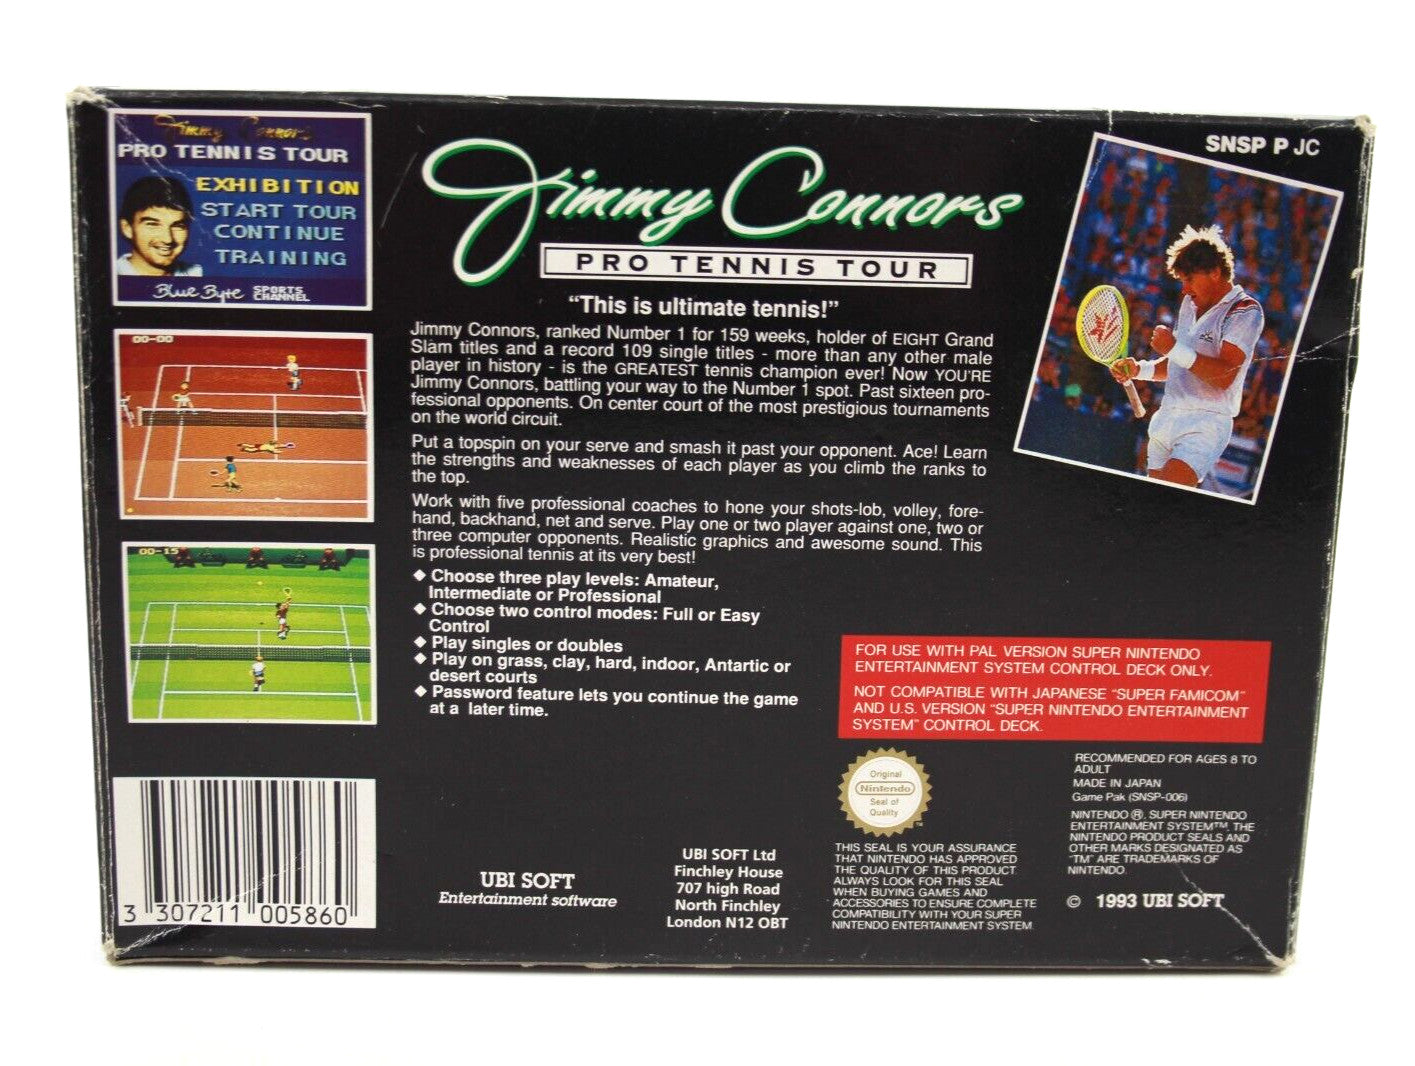 Jimmy Connors
PRO TENNIS TOUR
EXHIBITION
START TOUR
CONTINUE
TRAINING
Blue Byte SPORTS
CHANNEL
00-00
00-15
Jimmy Connors
PRO TENNIS TOUR
"This is ultimate tennis!"
Jimmy Connors, ranked Number 1 for 159 weeks, holder of EIGHT Grand
Slam titles and a record 109 single titles - more than any other male
player in history - is the GREATEST tennis champion ever! Now YOU'RE
Jimmy Connors, battling your way to the Number 1 spot. Past sixteen pro-
fessional opponents. On center court of the most prestigious tournaments
on the world circuit.
Put a topspin on your serve and smash it past your opponent. Ace! Learn
the strengths and weaknesses of each player as you climb the ranks to
the top.
Work with five professional coaches to hone your shots-lob, volley, fore-
hand, backhand, net and serve. Play one or two player against one, two or
three computer opponents. Realistic graphics and awesome sound. This
is professional tennis at its very best!
◆ Choose three play levels: Amateur,
Intermediate or Professional
◆ Choose two control modes: Full or Easy
Control
◆ Play singles or doubles
◆ Play on grass, clay, hard, indoor, Antartic or
desert courts
◆ Password feature lets you continue the game
at a later time.
SNSP P JC
FOR USE WITH PAL VERSION SUPER NINTENDO
ENTERTAINMENT SYSTEM CONTROL DECK ONLY.
NOT COMPATIBLE WITH JAPANESE "SUPER FAMICOM"
AND U.S. VERSION "SUPER NINTENDO ENTERTAINMENT
SYSTEM" CONTROL DECK.
Original
Nintendo
Seal of
Quality
TM
THIS SEAL IS YOUR ASSURANCE
THAT NINTENDO HAS APPROVED
THE QUALITY OF THIS PRODUCT.
ALWAYS LOOK FOR THIS SEAL
WHEN BUYING GAMES AND
ACCESSORIES TO ENSURE COMPLETE
COMPATIBILITY WITH YOUR SUPER
NINTENDO ENTERTAINMENT SYSTEM
RECOMMENDED FOR AGES 8 TO
ADULT
MADE IN JAPAN
Game Pak (SNSP-006)
NINTENDO ®, SUPER NINTENDO
ENTERTAINMENT SYSTEM™, THE
NINTENDO PRODUCT SEALS AND
OTHER MARKS DESIGNATED AS
"TM" ARE TRADEMARKS OF
NINTENDO
© 1993 UBI SOFT
3 307211 005860
UBI SOFT
Entertainment software
UBI SOFT Ltd
Finchley House
707 high Road
North Finchley
London N12 OBT